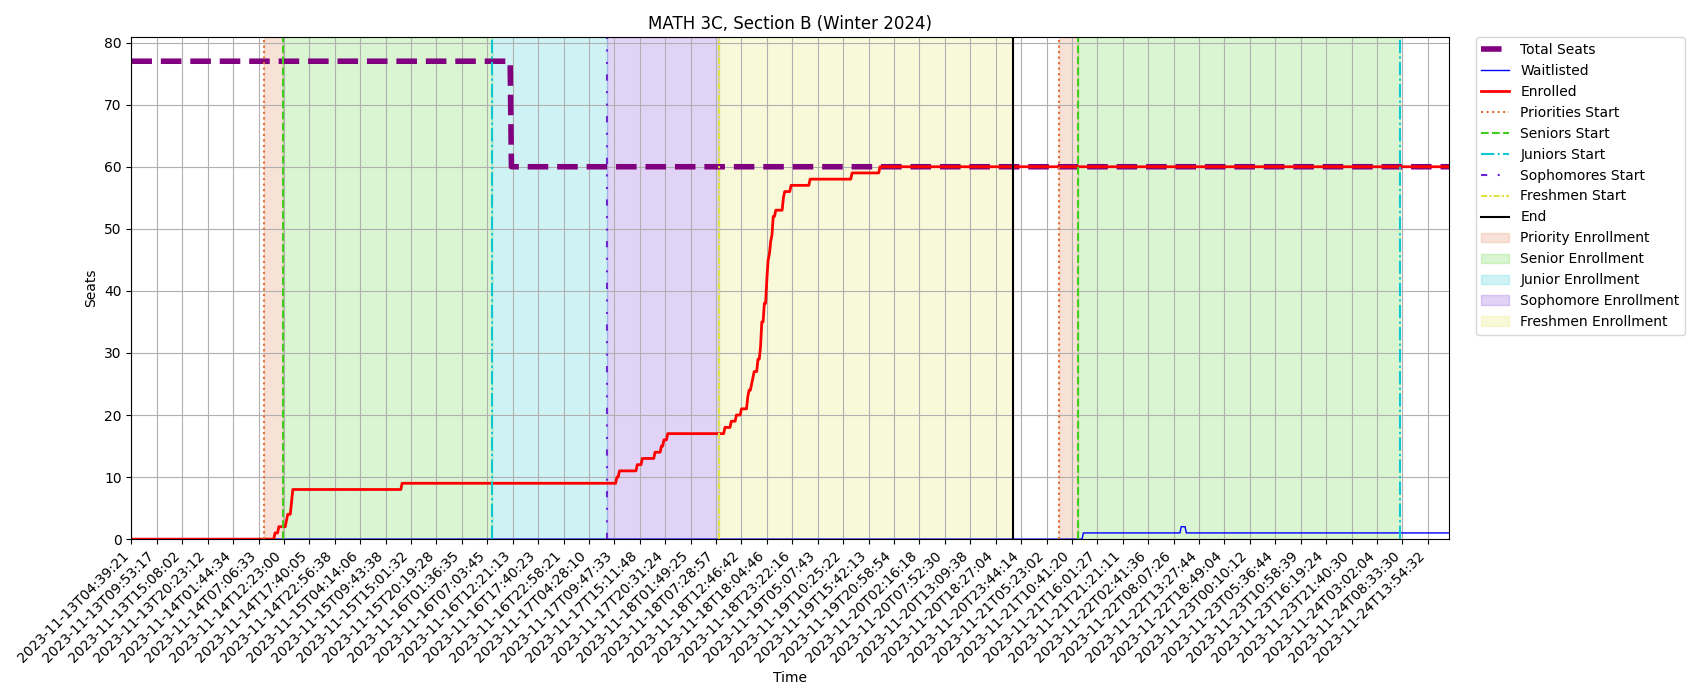 MATH 3C, Section B (Winter 2024)
80
70
60
50
40
30
20
10
0
Seats
2023-11-13T04:39:21
2023-11-13T09:53:17
2023-11-13T15:08:02
2023-11-13T20:23:12
2023-11-14T01:44:34
2023-11-14T07:06:33
2023-11-14T12:23:00
2023-11-14T17:40:05
2023-11-14T22:56:38
2023-11-15T04:14:06
2023-11-15T09:43:38
2023-11-15T15:01:32
2023-11-15T20:19:28
2023-11-16T01:36:35
2023-11-16T07:03:45
2023-11-16T12:21:13
2023-11-16T17:40:23
2023-11-16T22:58:21
2023-11-17T04:28:10
2023-11-17T09:47:33
2023-11-17T15:11:48
2023-11-17T20:31:24
2023-11-18T01:49:25
2023-11-18T07:28:57
2023-11-18T12:46:42
2023-11-18T18:04:46
2023-11-18T23:22:16
2023-11-19T05:07:43
2023-11-19T10:25:22
2023-11-19T15:42:13
2023-11-19T20:58:54
2023-11-20T02:16:18
2023-11-20T07:52:30
2023-11-20T13:09:38
2023-11-20T18:27:04
2023-11-20T23:44:14
2023-11-21T05:23:02
2023-11-21T10:41:20
2023-11-21T16:01:27
2023-11-21T21:21:11
2023-11-22T02:41:36
2023-11-22T08:07:26
2023-11-22T13:27:44
2023-11-22T18:49:04
2023-11-23T00:10:12
2023-11-23T05:36:44
2023-11-23T10:58:39
2023-11-23T16:19:24
2023-11-23T21:40:30
2023-11-24T03:02:04
2023-11-24T08:33:30
2023-11-24T13:54:32
Time
Total Seats
Waitlisted
Enrolled
Priorities Start
Seniors Start
Juniors Start
Sophomores Start
Freshmen Start
End
Priority Enrollment
Senior Enrollment
Junior Enrollment
Sophomore Enrollment
Freshmen Enrollment